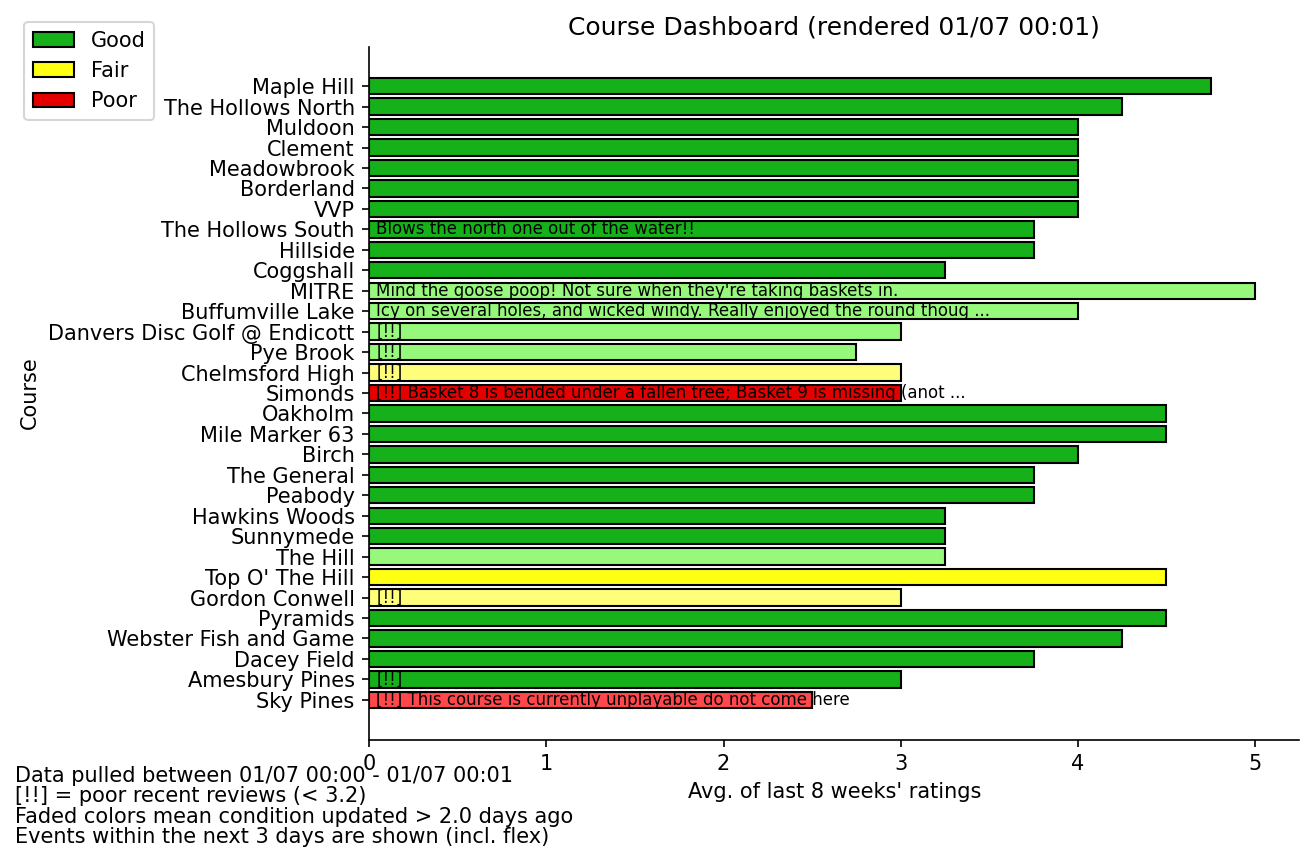 Course Dashboard (rendered 01/07 00:01)
Good
Fair
Poor
Course
Maple Hill
The Hollows North
Muldoon
Clement
Meadowbrook
Borderland
VVP
The Hollows South
Blows the north one out of the water!!
Hillside
Coggshall
MITRE
Mind the goose poop! Not sure when they're taking baskets in.
Buffumville Lake
Icy on several holes, and wicked windy. Really enjoyed the round thoug ...
Danvers Disc Golf @ Endicott
[!!]
Pye Brook
[!!]
Chelmsford High
[!!]
Simonds
[!!] Basket 8 is bended under a fallen tree; Basket 9 is missing (anot ...
Oakholm
Mile Marker 63
Birch
The General
Peabody
Hawkins Woods
Sunnymede
The Hill
Top O' The Hill
Gordon Conwell
[!!]
Pyramids
Webster Fish and Game
Dacey Field
Amesbury Pines
[!!]
Sky Pines
[!!] This course is currently unplayable do not come here
0 1 2 3 4 5
Avg. of last 8 weeks' ratings
Data pulled between 01/07 00:00 - 01/07 00:01
[!!] = poor recent reviews (< 3.2)
Faded colors mean condition updated > 2.0 days ago
Events within the next 3 days are shown (incl. flex)